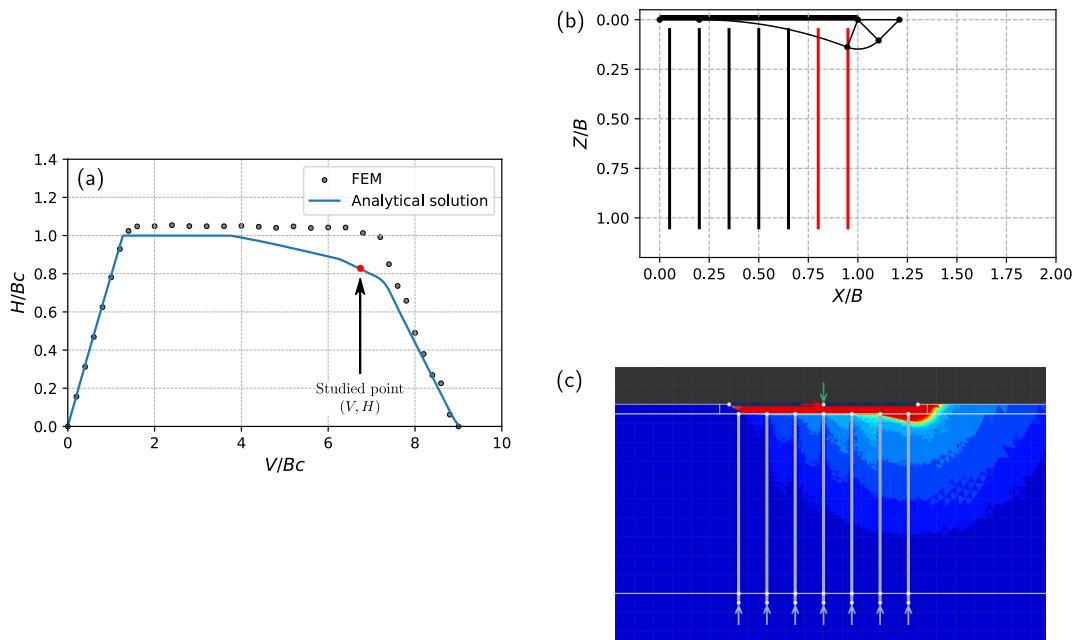 (a)
1.4
1.2
1.0
0.8
0.6
0.4
0.2
0.0
H/Bc
FEM
Analytical solution
Studied point
(V, H)
0 2 4 6 8 10
V/Bc
(b)
0.00
0.25
0.50
0.75
1.00
Z/B
0.00 0.25 0.50 0.75 1.00 1.25 1.50 1.75 2.00
X/B
(c)